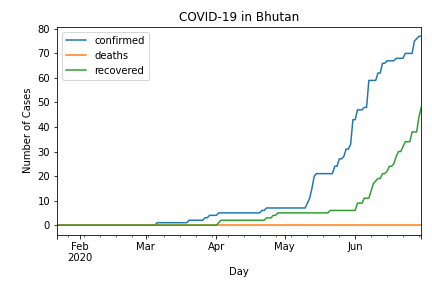 COVID-19 in Bhutan
confirmed
deaths
recovered
Number of Cases
80
70
60
50
40
30
20
10
0
Feb
2020
Mar
Apr
May
Jun
Day